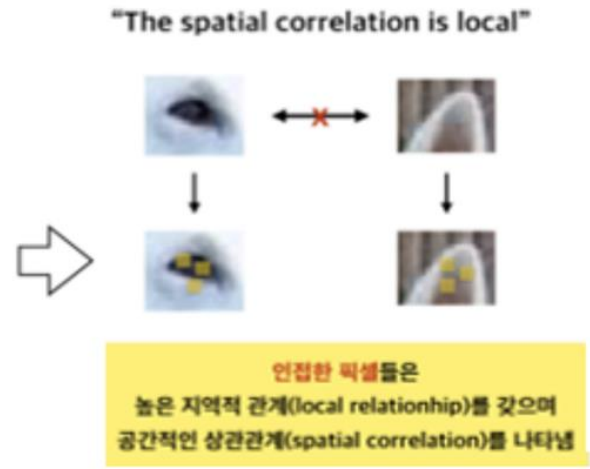 “The spatial correlation is local”
인접한 픽셀들은
높은 지역적 관계(local relationhip)를 갖으며
공간적인 상관관계(spatial correlation)를 나타냄